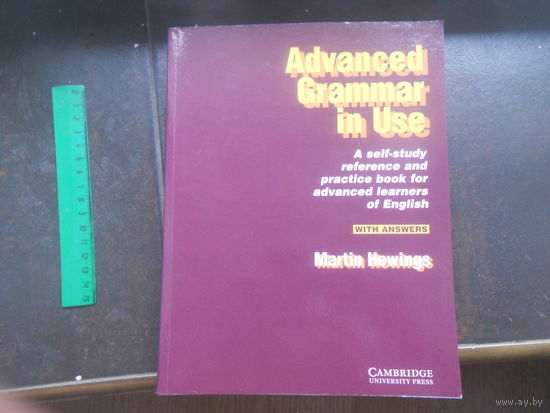 Advanced
Grammar
in Use
A self-study
reference and
practice book for
advanced learners
of English
WITH ANSWERS
Martin Hewings
CAMBRIDGE
UNIVERSITY PRESS
www.ay.by